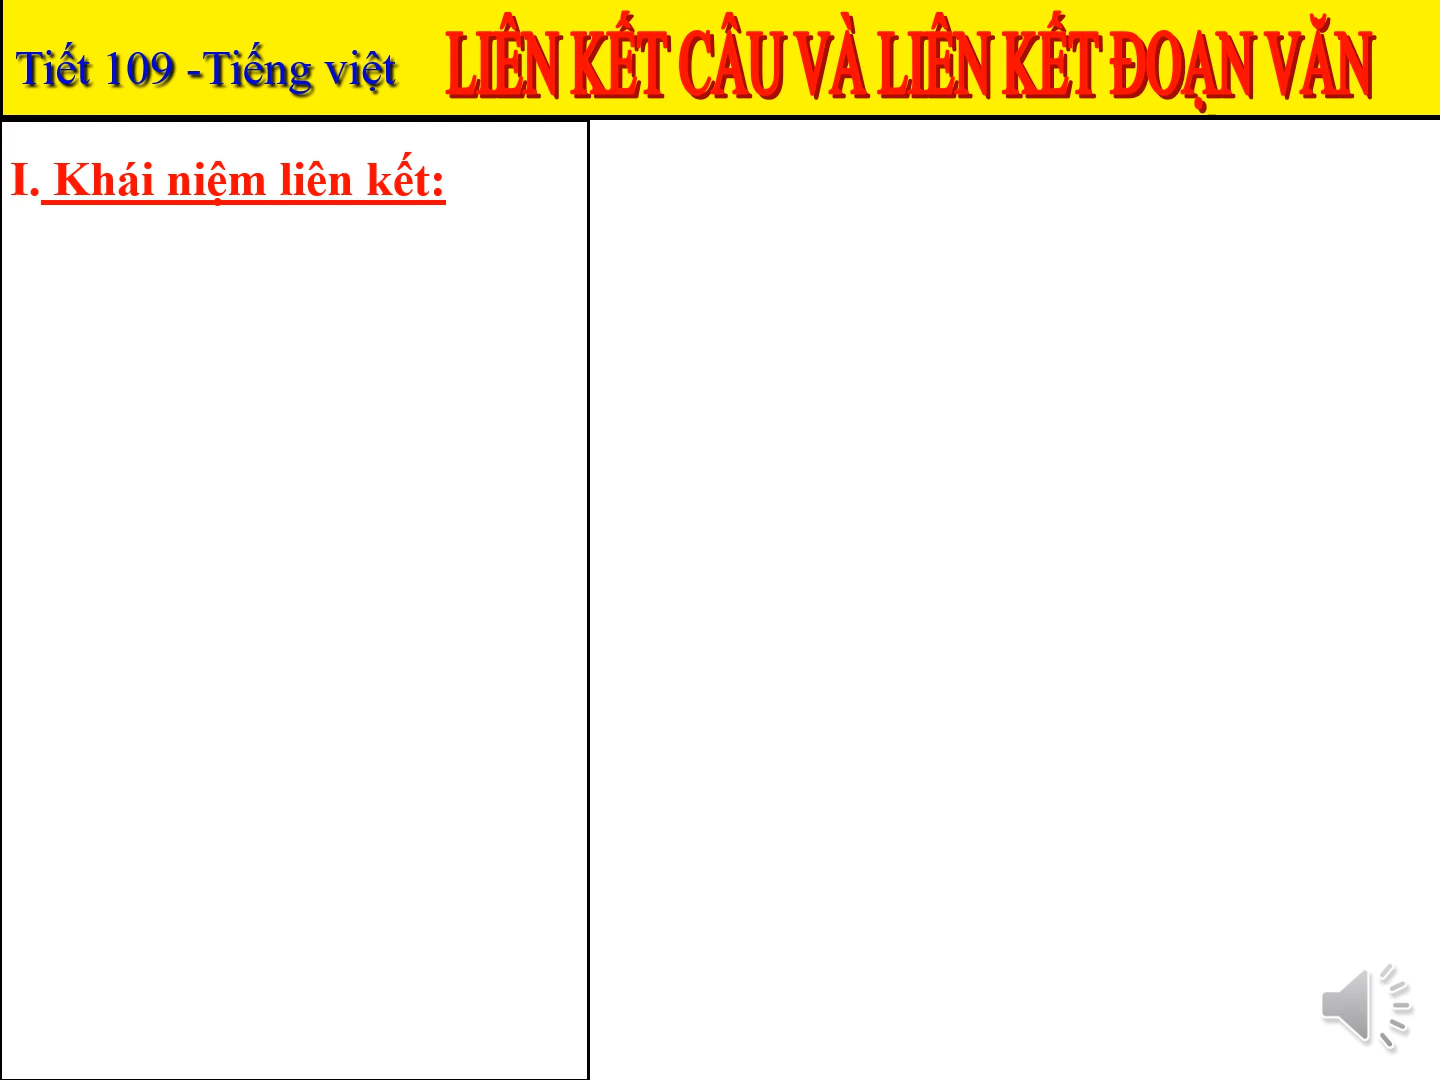 Tiết 109 -Tiếng việt
LIÊN KẾT CÂU VÀ LIÊN KẾT ĐOẠN VĂN
I. Khái niệm liên kết: